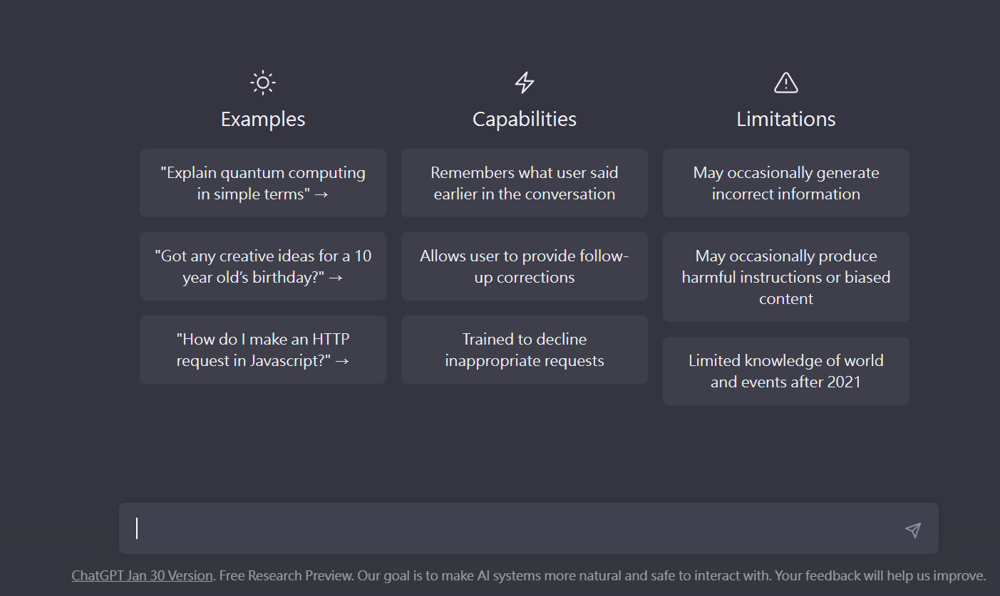 Examples
"Explain quantum computing
in simple terms" →
"Got any creative ideas for a 10
year old’s birthday?" →
"How do I make an HTTP
request in Javascript?" →
Capabilities
Remembers what user said
earlier in the conversation
Allows user to provide follow-
up corrections
Trained to decline
inappropriate requests
Limitations
May occasionally generate
incorrect information
May occasionally produce
harmful instructions or biased
content
Limited knowledge of world
and events after 2021
ChatGPT Jan 30 Version. Free Research Preview. Our goal is to make AI systems more natural and safe to interact with. Your feedback will help us improve.